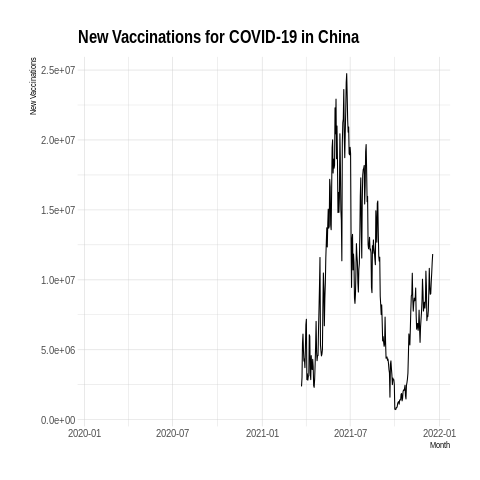 New Vaccinations for COVID-19 in China
New Vaccinations
2.5e+07
2.0e+07
1.5e+07
1.0e+07
5.0e+06
0.0e+00
2020-01 2020-07 2021-01 2021-07 2022-01
Month